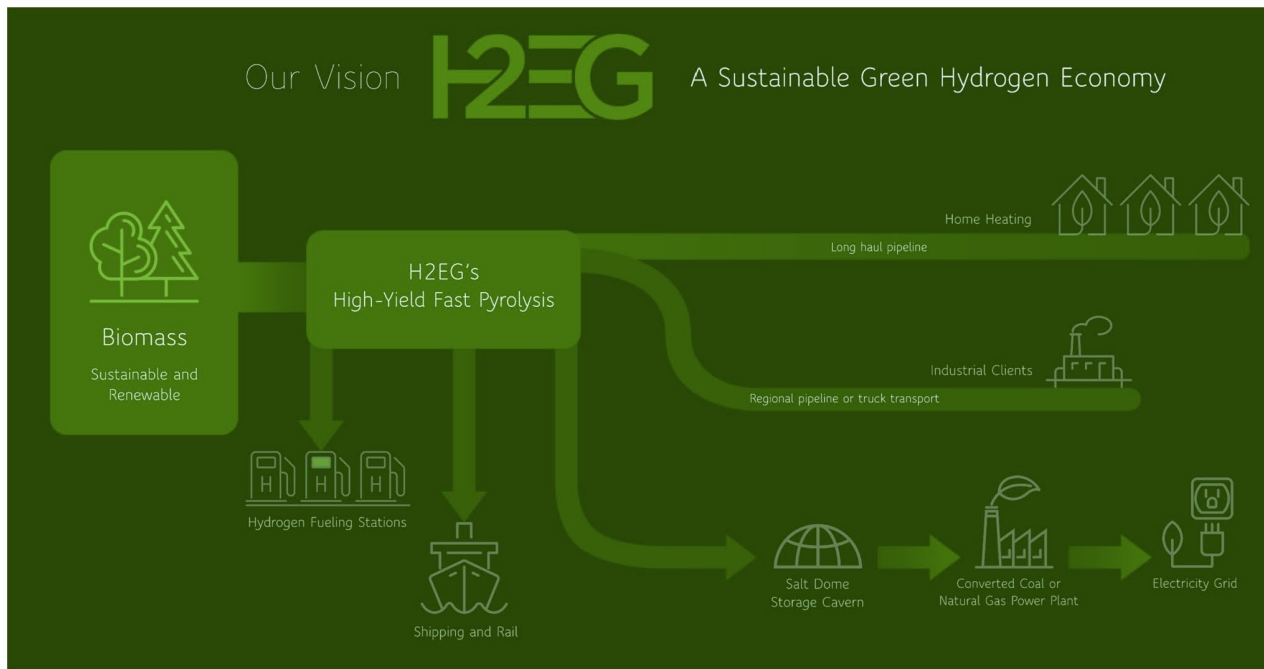 Our Vision
H2EG
A Sustainable Green Hydrogen Economy
Biomass
Sustainable and
Renewable
H2EG's
High-Yield Fast Pyrolysis
Home Heating
Long haul pipeline
Industrial Clients
Regional pipeline or truck transport
H H H
Hydrogen Fueling Stations
Shipping and Rail
Salt Dome
Storage Cavern
Converted Coal or
Natural Gas Power Plant
Electricity Grid